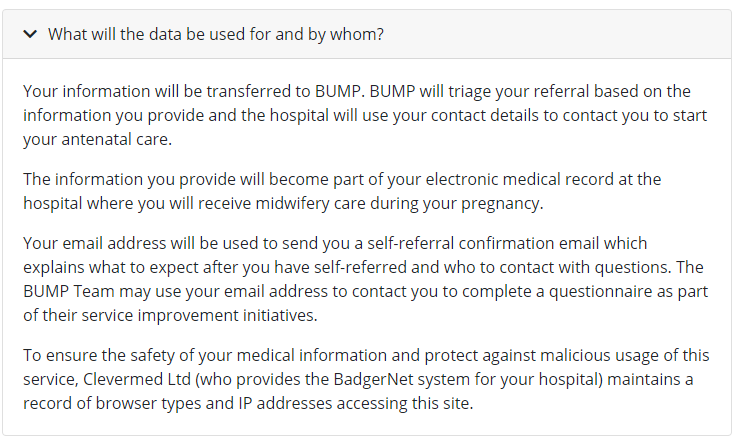 What will the data be used for and by whom?
Your information will be transferred to BUMP. BUMP will triage your referral based on the
information you provide and the hospital will use your contact details to contact you to start
your antenatal care.
The information you provide will become part of your electronic medical record at the
hospital where you will receive midwifery care during your pregnancy.
Your email address will be used to send you a self-referral confirmation email which
explains what to expect after you have self-referred and who to contact with questions. The
BUMP Team may use your email address to contact you to complete a questionnaire as part
of their service improvement initiatives.
To ensure the safety of your medical information and protect against malicious usage of this
service, Clevermed Ltd (who provides the BadgerNet system for your hospital) maintains a
record of browser types and IP addresses accessing this site.